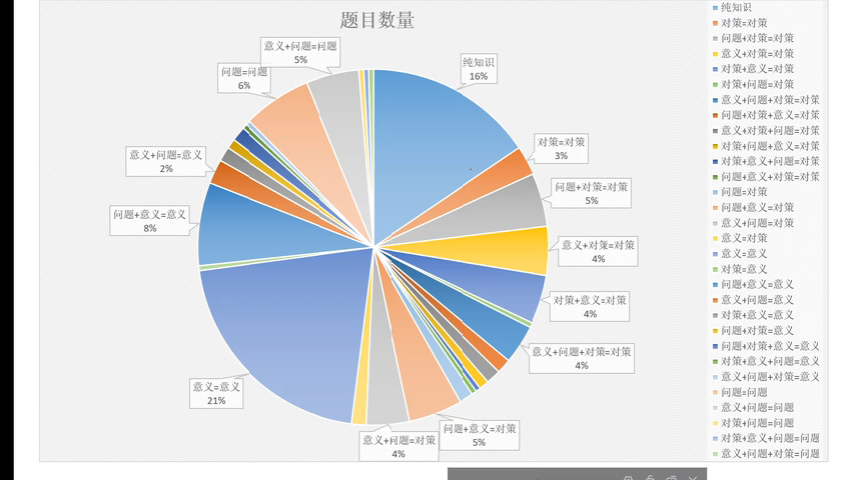 题目数量
意义+问题=问题
5%
问题=问题
6%
纯知识
16%
对策=对策
3%
意义+问题=意义
2%
问题+对策=对策
5%
问题+意义=意义
8%
意义+对策=对策
4%
对策+意义=对策
4%
意义+问题+对策=对策
4%
意义=意义
21%
问题+意义=对策
5%
意义+问题=对策
4%
纯知识
对策=对策
问题+对策=对策
意义+对策=对策
对策+意义=对策
对策+问题=对策
意义+问题+对策=对策
问题+对策+意义=对策
意义+对策+问题=对策
问题+意义+对策=对策
对策+意义+问题=对策
问题+意义+对策=对策
问题=对策
问题+意义=对策
意义+问题=对策
意义=对策
意义=意义
对策=意义
问题+意义=意义
意义+问题=意义
对策+意义=意义
问题+对策=意义
问题+对策+意义=意义
对策+意义+问题=意义
意义+问题+对策=意义
问题=问题
意义+问题=问题
对策+问题=问题
对策+意义+问题=问题
意义+问题+对策=问题